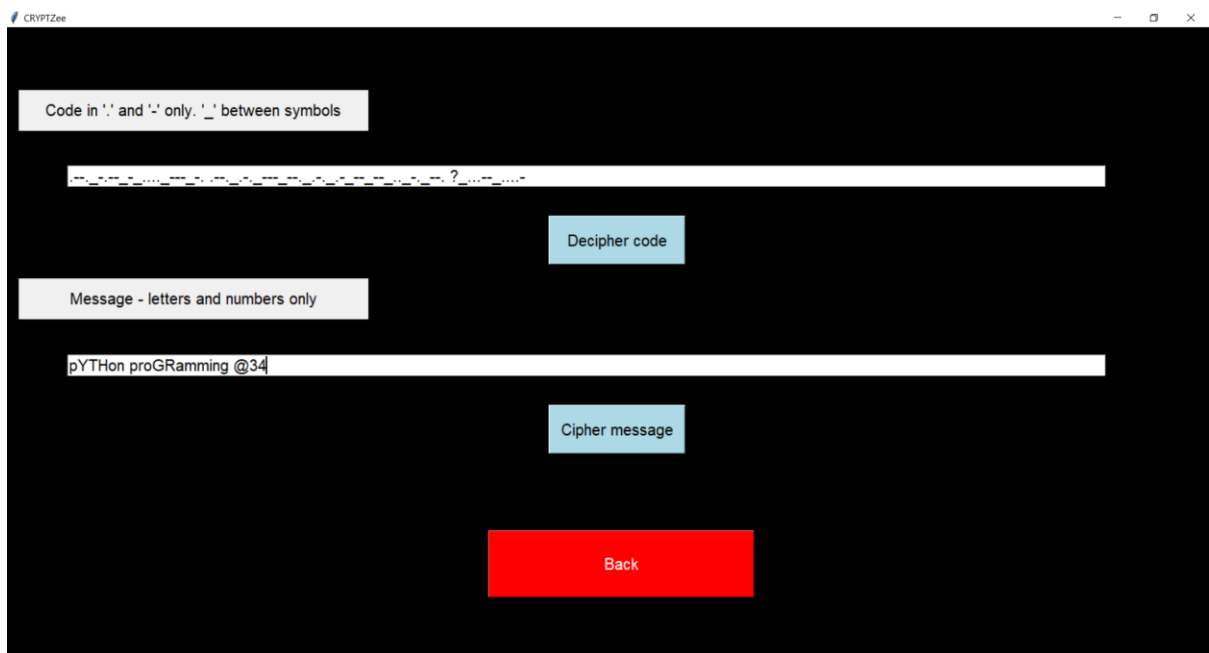 CRYPTZee
Code in '.' and '-' only. '_' between symbols
.--._-.--_-_...._---_-. .--._.-._---_--._.-._.-_--_--_.._-._--. ?_...--_....-
Decipher code
Message - letters and numbers only
pYTHon proGRamming @34
Cipher message
Back